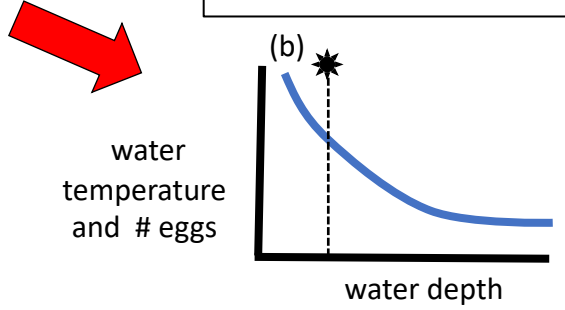 (b)
water
temperature
and # eggs
water depth